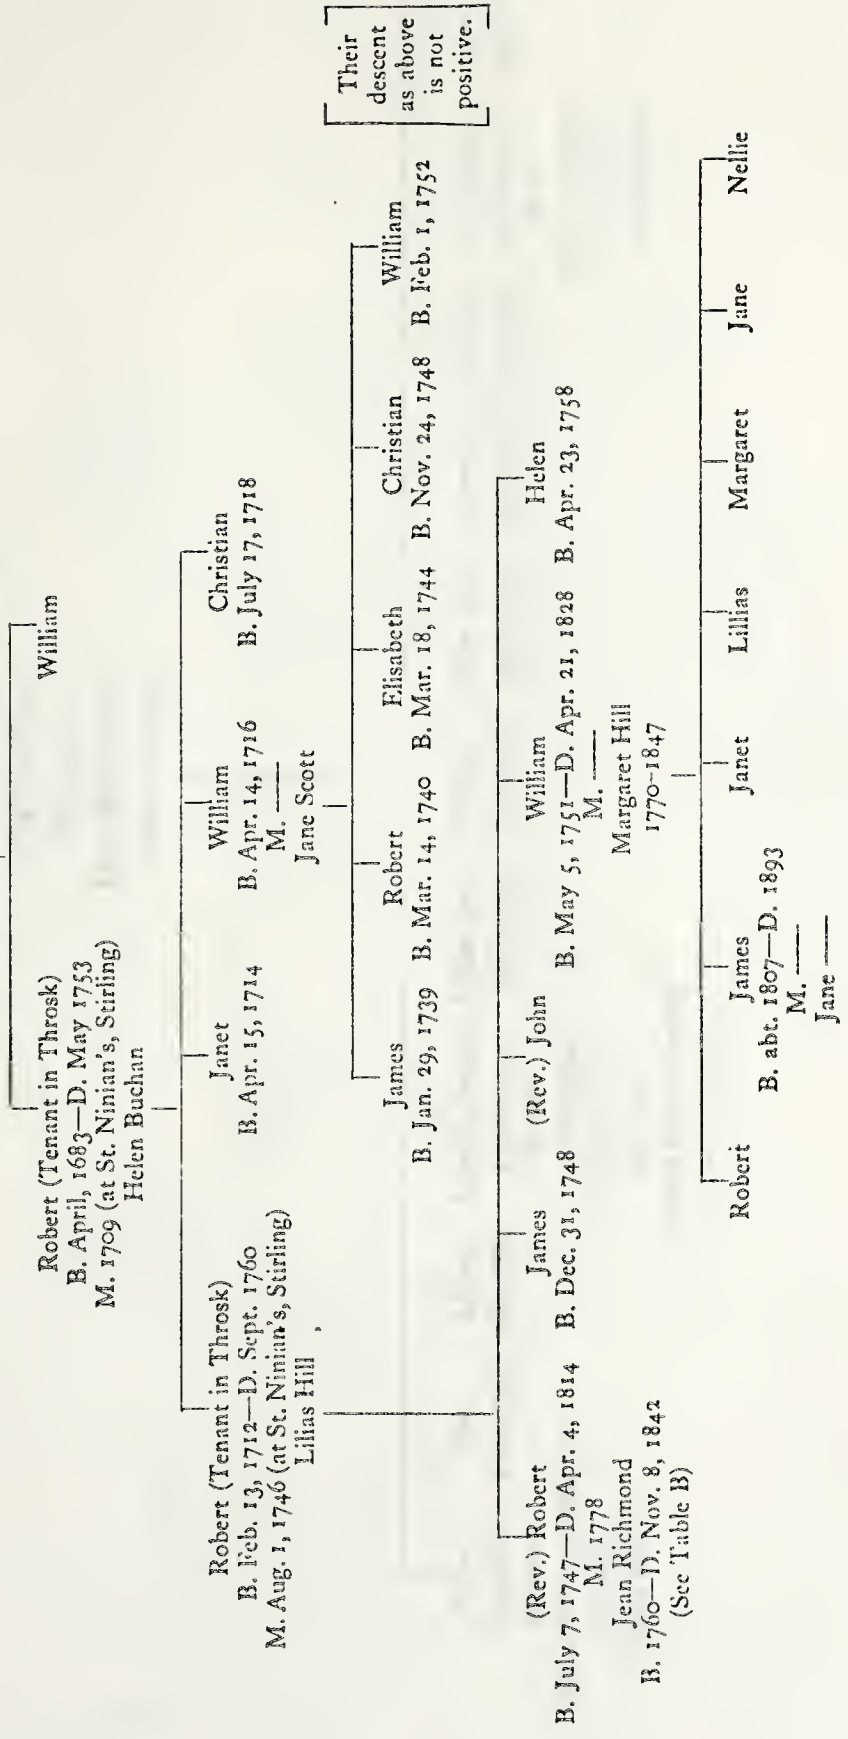 Robert (Tenant in Throsk)
B. April, 1683—D. May 1753
M. 1709 (at St. Ninian's, Stirling)
Helen Buchan
William
Robert (Tenant in Throsk)
B. Feb. 13, 1712—D. Sept. 1760
M. Aug. 1, 1746 (at St. Ninian's, Stirling)
Lilias Hill
Janet
B. Apr. 15, 1714
William
B. Apr. 14, 1716
M. ——
Jane Scott
Christian
B. July 17, 1718
James
B. Jan. 29, 1739
Robert
B. Mar. 14, 1740
Elisabeth
B. Mar. 18, 1744
Christian
B. Nov. 24, 1748
William
B. Feb. 1, 1752
[Their
descent
as above
is not
positive.]
(Rev.) Robert
B. July 7, 1747—D. Apr. 4, 1814
M. 1778
Jean Richmond
B. 1760—D. Nov. 8, 1842
(See Table B)
James
B. Dec. 31, 1748
(Rev.) John
William
B. May 5, 1751—D. Apr. 21, 1828
M. ——
Margaret Hill
1770-1847
Helen
B. Apr. 23, 1758
Robert
James
B. abt. 1807—D. 1893
M. ——
Jane ——
Janet
Lillias
Margaret
Jane
Nellie